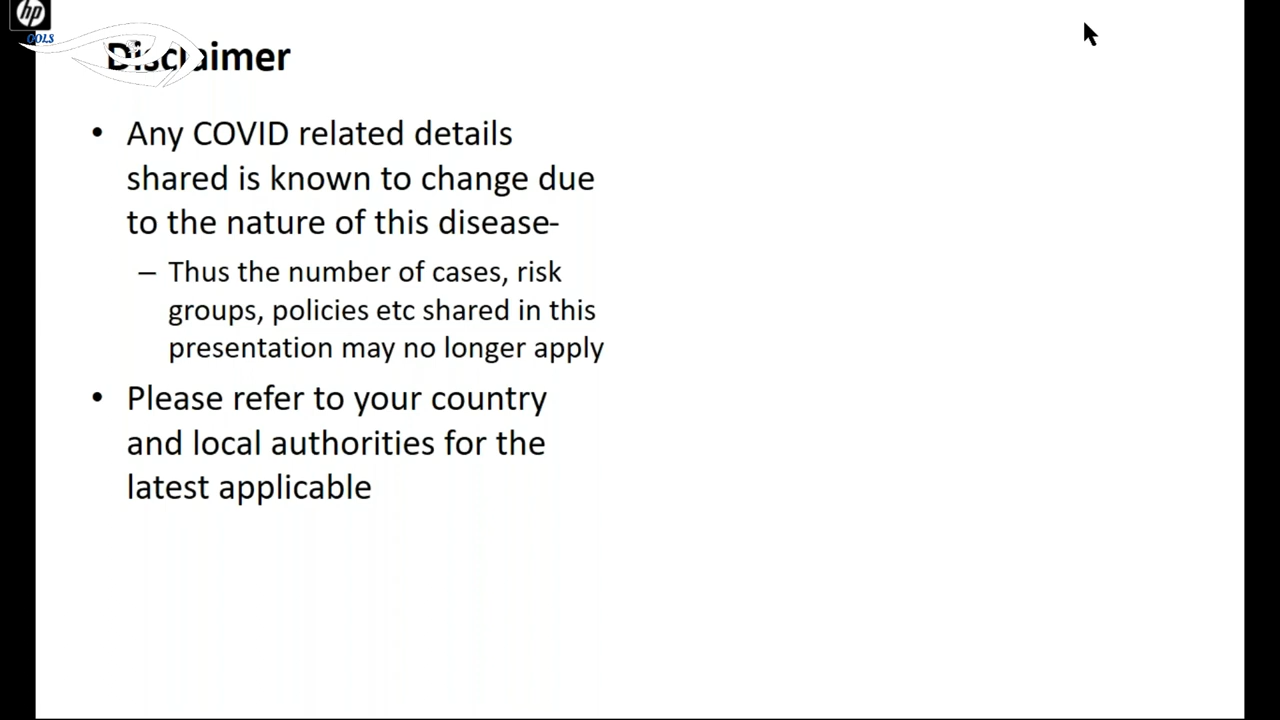 hp
OOLS
Disclaimer
• Any COVID related details
shared is known to change due
to the nature of this disease-
– Thus the number of cases, risk
groups, policies etc shared in this
presentation may no longer apply
• Please refer to your country
and local authorities for the
latest applicable